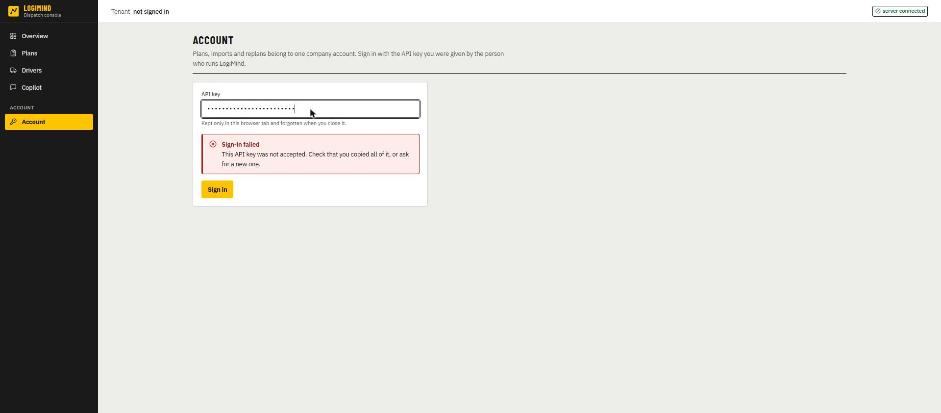 LOGIMIND
Dispatch console
Tenant not signed in
server connected
Overview
Plans
Drivers
Copilot
ACCOUNT
Account
ACCOUNT
Plans, imports and replans belong to one company account. Sign in with the API key you were given by the person
who runs LogiMind.
API key
Kept only in this browser tab and forgotten when you close it.
Sign-in failed
This API key was not accepted. Check that you copied all of it, or ask
for a new one.
Sign in